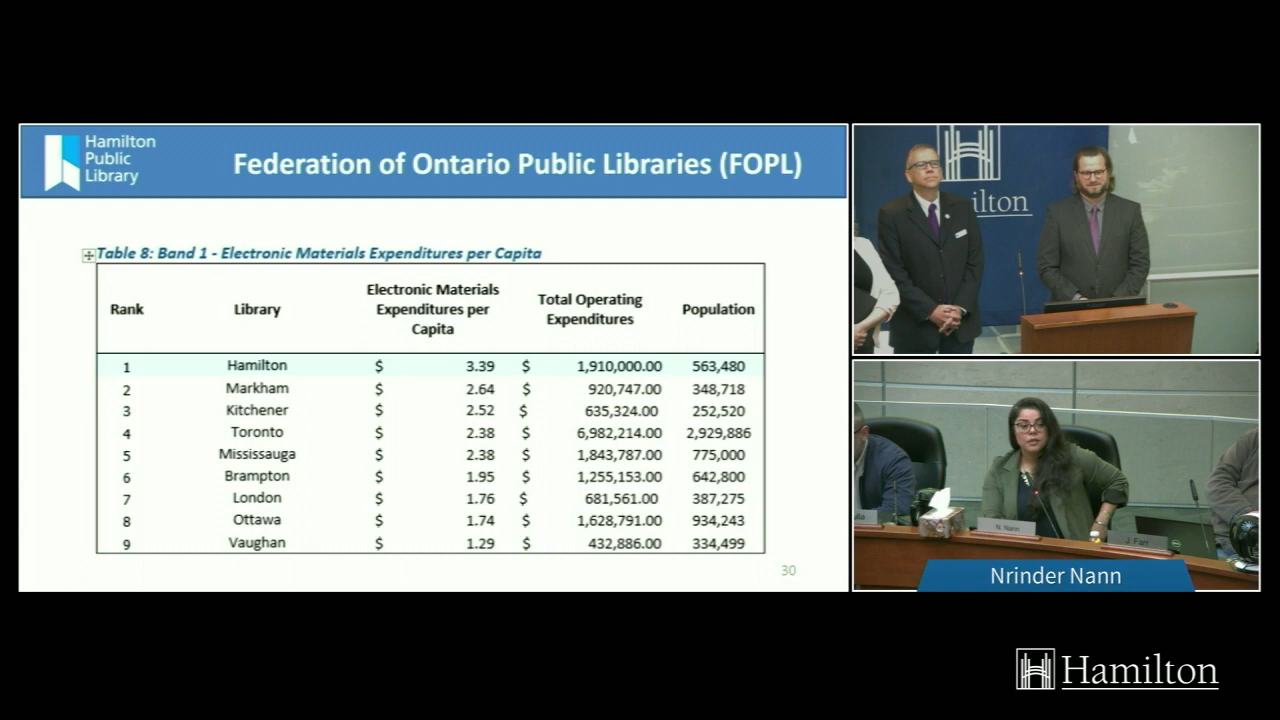 Hamilton
Public
Library
Federation of Ontario Public Libraries (FOPL)
Table 8: Band 1 - Electronic Materials Expenditures per Capita
Rank Library Electronic Materials Expenditures per Capita Total Operating Expenditures Population
1 Hamilton $ 3.39 $ 1,910,000.00 563,480
2 Markham $ 2.64 $ 920,747.00 348,718
3 Kitchener $ 2.52 $ 635,324.00 252,520
4 Toronto $ 2.38 $ 6,982,214.00 2,929,886
5 Mississauga $ 2.38 $ 1,843,787.00 775,000
6 Brampton $ 1.95 $ 1,255,153.00 642,800
7 London $ 1.76 $ 681,561.00 387,275
8 Ottawa $ 1.74 $ 1,628,791.00 934,243
9 Vaughan $ 1.29 $ 432,886.00 334,499
30
ilton
N. Nann
J. Farr
Nrinder Nann
Hamilton